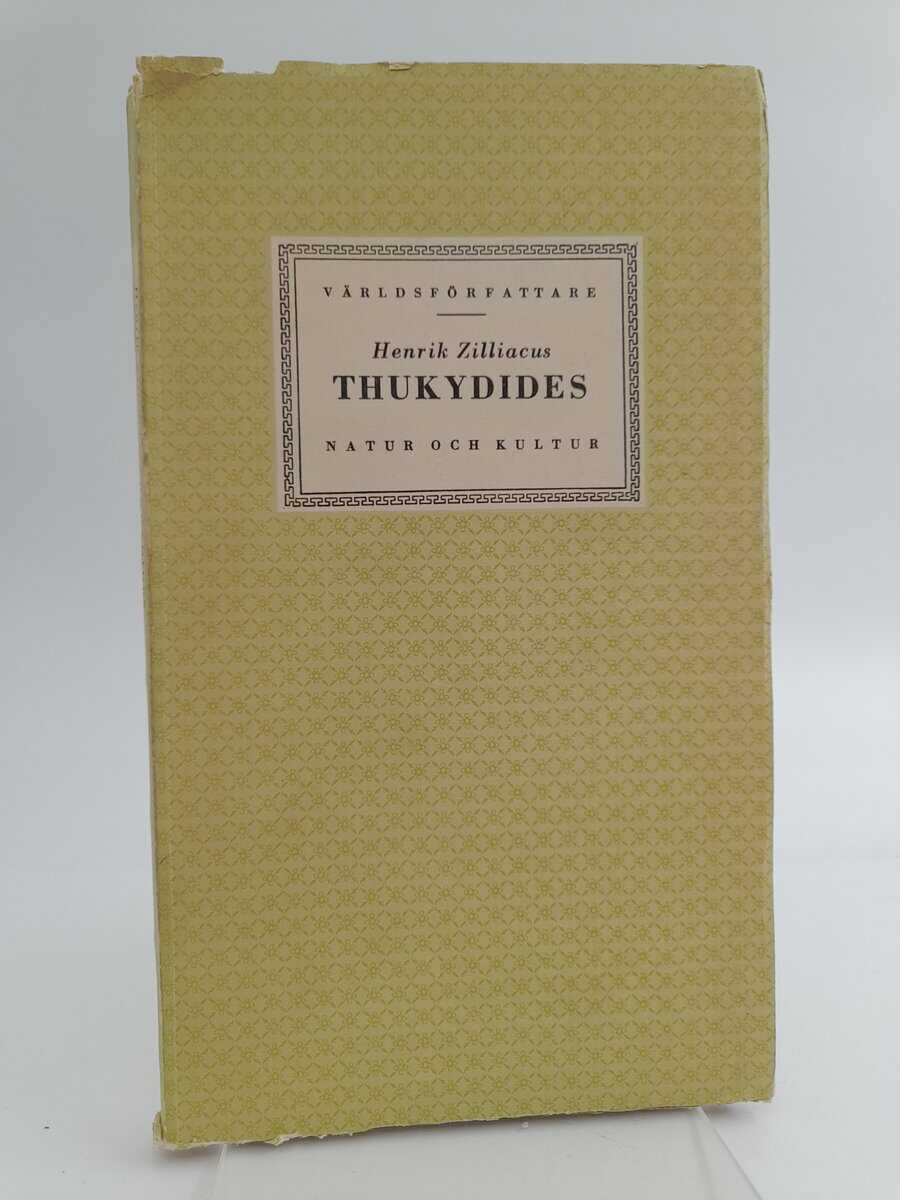 VÄRLDSFÖRFATTARE
Henrik Zilliacus
THUKYDIDES
NATUR OCH KULTUR